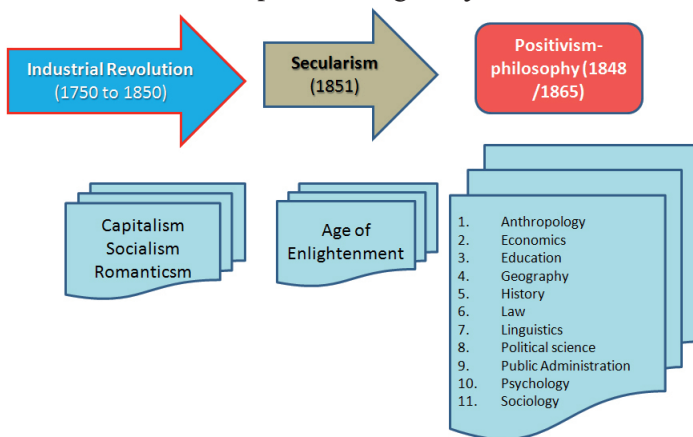 Industrial Revolution
(1750 to 1850)
Secularism
(1851)
Positivism-
philosophy (1848
/1865)
Capitalism
Socialism
Romanticsm
Age of
Enlightenment
1. Anthropology
2. Economics
3. Education
4. Geography
5. History
6. Law
7. Linguistics
8. Political science
9. Public Administration
10. Psychology
11. Sociology